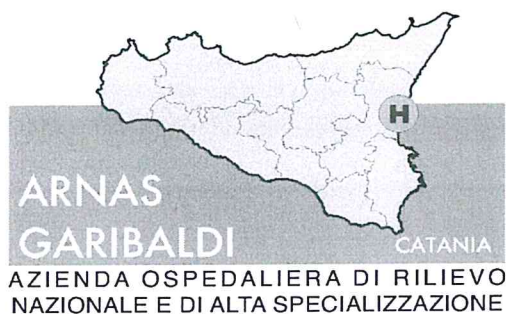 H
ARNAS
GARIBALDI
CATANIA
AZIENDA OSPEDALIERA DI RILIEVO
NAZIONALE E DI ALTA SPECIALIZZAZIONE